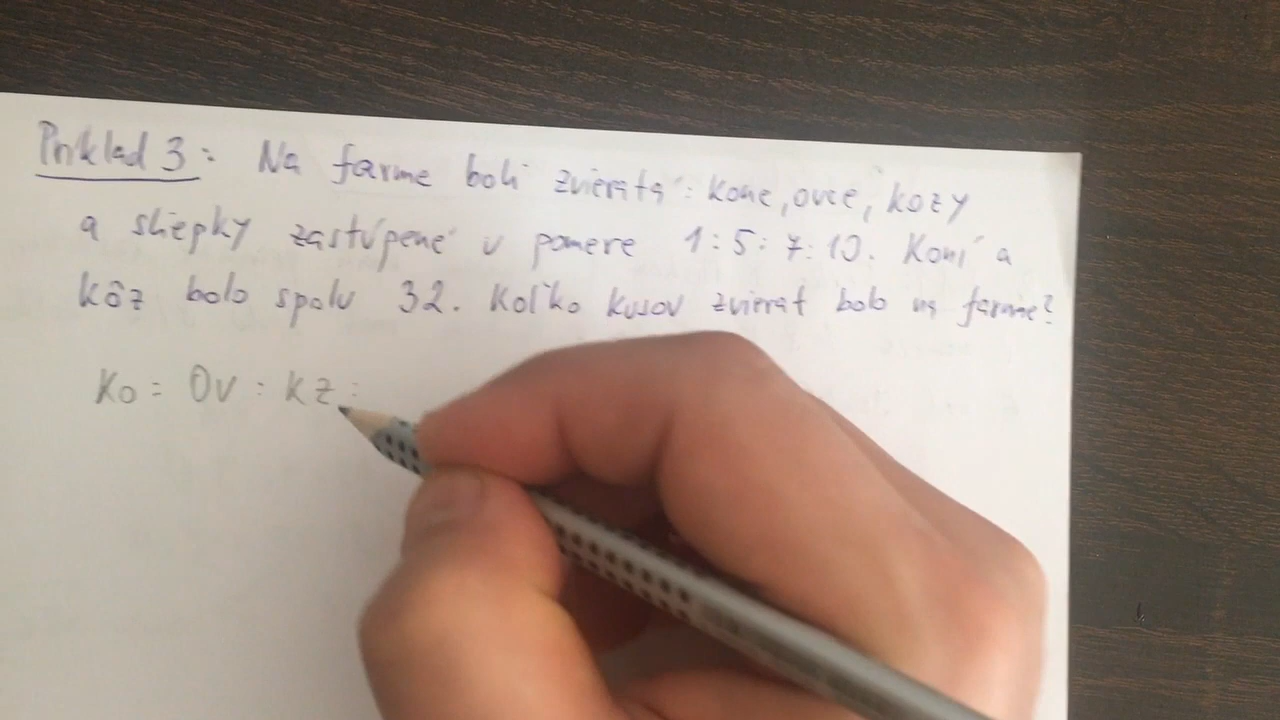 Príklad 3: Na farme boli zvieratá: kone, ovce, kozy
a sliepky zastúpené v pomere 1:5:7:10. Koní a
kôz bolo spolu 32. Koľko kusov zvierat bolo na farme?
Ko : Ov : KZ :